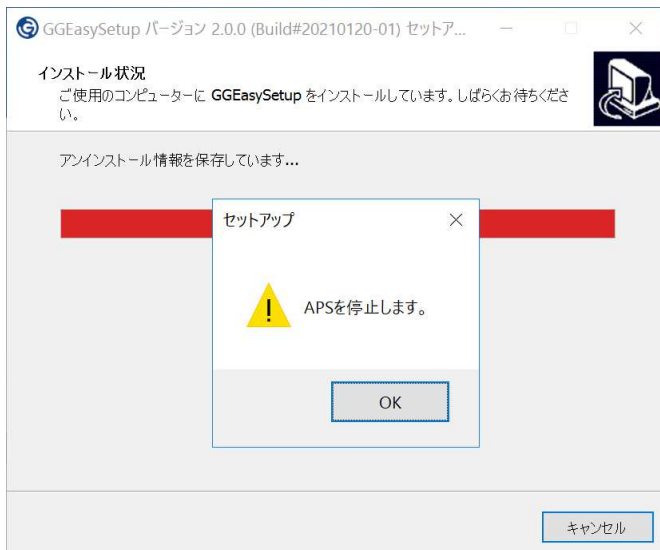 GGEasySetup バージョン 2.0.0 (Build#20210120-01) セットア...
インストール状況
ご使用のコンピューターに GGEasySetup をインストールしています。しばらくお待ちくださ
い。
アンインストール情報を保存しています...
セットアップ
APSを停止します。
OK
キャンセル